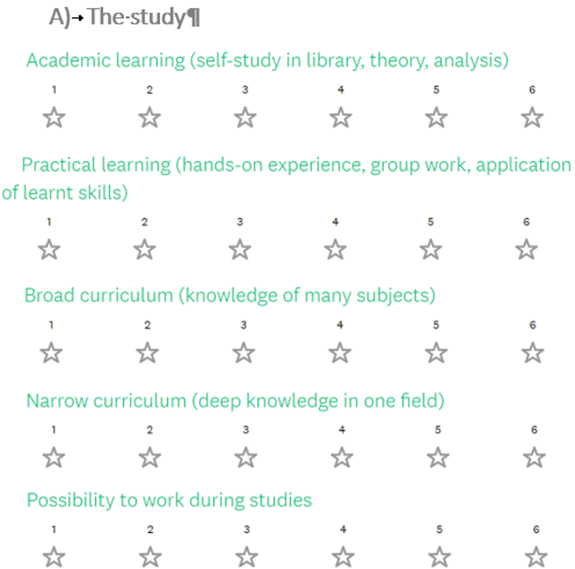 A)→The·study¶
Academic learning (self-study in library, theory, analysis)
1 2 3 4 5 6
Practical learning (hands-on experience, group work, application
of learnt skills)
1 2 3 4 5 6
Broad curriculum (knowledge of many subjects)
1 2 3 4 5 6
Narrow curriculum (deep knowledge in one field)
1 2 3 4 5 6
Possibility to work during studies
1 2 3 4 5 6